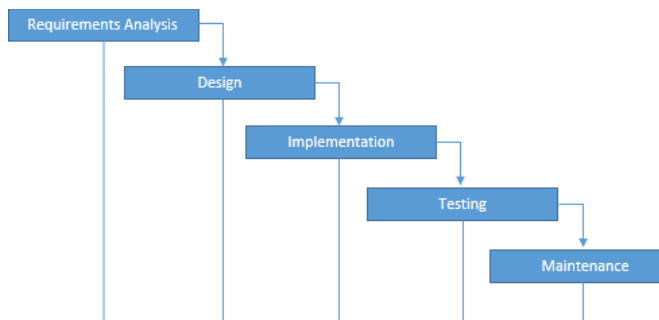 Requirements Analysis
Design
Implementation
Testing
Maintenance